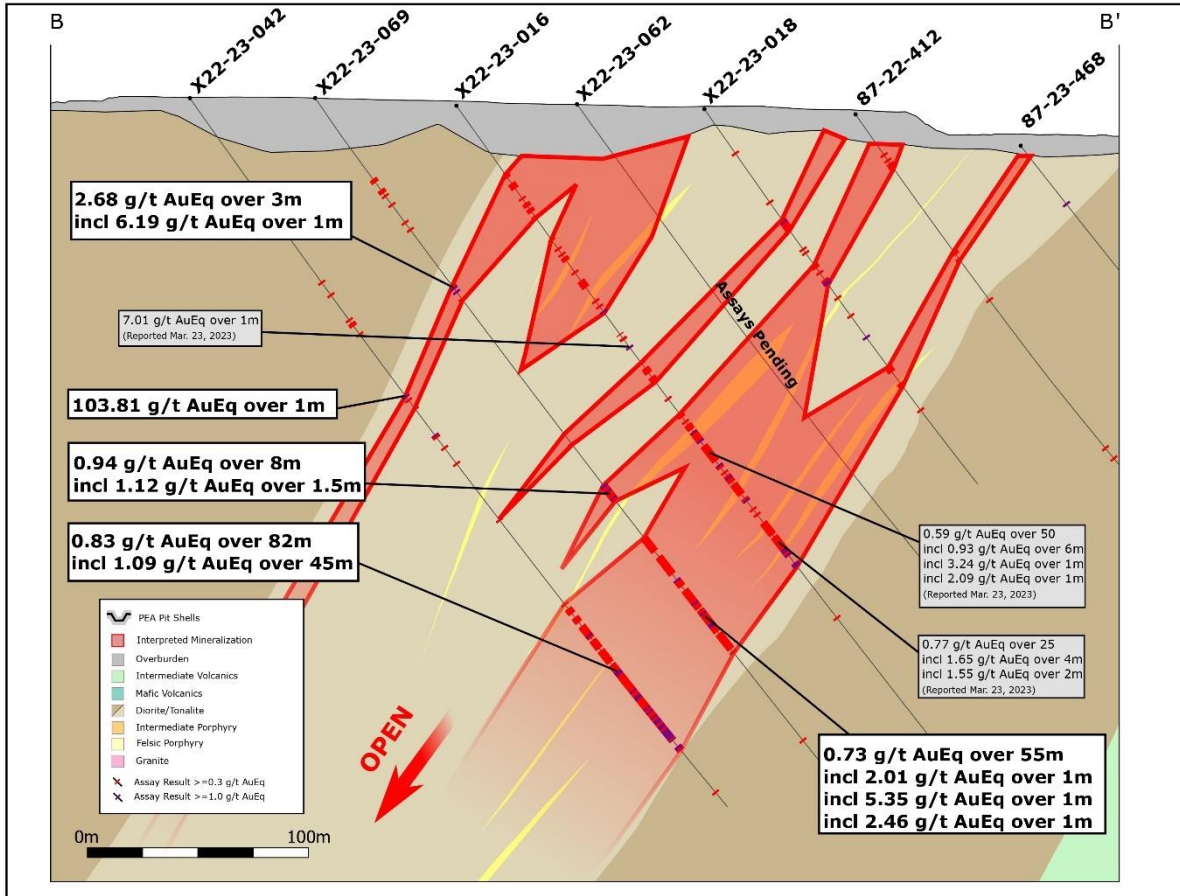 B
B'
X22-23-042
X22-23-069
X22-23-016
X22-23-062
X22-23-018
87-22-412
87-23-468
2.68 g/t AuEq over 3m
incl 6.19 g/t AuEq over 1m
7.01 g/t AuEq over 1m
(Reported Mar. 23, 2023)
103.81 g/t AuEq over 1m
0.94 g/t AuEq over 8m
incl 1.12 g/t AuEq over 1.5m
0.83 g/t AuEq over 82m
incl 1.09 g/t AuEq over 45m
Assays Pending
0.59 g/t AuEq over 50
incl 0.93 g/t AuEq over 6m
incl 3.24 g/t AuEq over 1m
incl 2.09 g/t AuEq over 1m
(Reported Mar. 23, 2023)
0.77 g/t AuEq over 25
incl 1.65 g/t AuEq over 4m
incl 1.55 g/t AuEq over 2m
(Reported Mar. 23, 2023)
0.73 g/t AuEq over 55m
incl 2.01 g/t AuEq over 1m
incl 5.35 g/t AuEq over 1m
incl 2.46 g/t AuEq over 1m
PEA Pit Shells
Interpreted Mineralization
Overburden
Intermediate Volcanics
Mafic Volcanics
Diorite/Tonalite
Intermediate Porphyry
Felsic Porphyry
Granite
Assay Result >=0.3 g/t AuEq
Assay Result >=1.0 g/t AuEq
OPEN
0m
100m